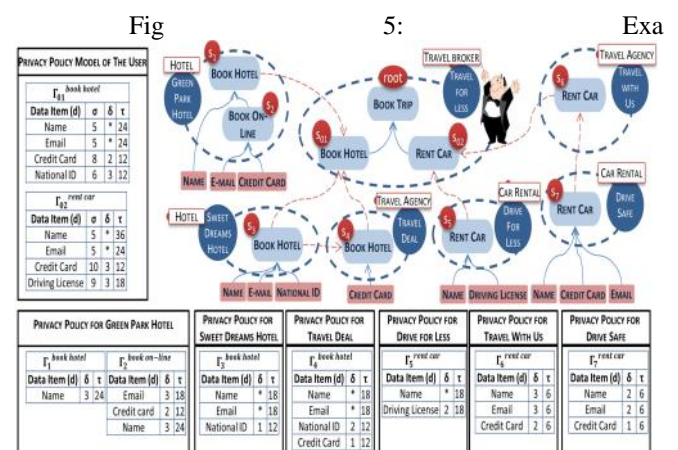 Fig 5: Exa
PRIVACY POLICY MODEL OF THE USER
Γ01 book hotel
Data Item (d) σ δ τ
Name 5 * 24
Email 5 * 24
Credit Card 8 2 12
National ID 6 3 12
Γ02 rent car
Data Item (d) σ δ τ
Name 5 * 36
Email 5 * 24
Credit Card 10 3 12
Driving License 9 3 18
S1
HOTEL
GREEN PARK HOTEL
BOOK HOTEL
S2
BOOK ON-LINE
NAME E-MAIL CREDIT CARD
root
BOOK TRIP
TRAVEL BROKER
TRAVEL FOR LESS
S01
BOOK HOTEL
S02
RENT CAR
S6
TRAVEL AGENCY
RENT CAR
TRAVEL WITH US
HOTEL
SWEET DREAMS HOTEL
S3
BOOK HOTEL
NAME E-MAIL NATIONAL ID
TRAVEL AGENCY
S4
BOOK HOTEL
TRAVEL DEAL
CREDIT CARD
CAR RENTAL
S5
RENT CAR
DRIVE FOR LESS
NAME DRIVING LICENSE
CAR RENTAL
S7
RENT CAR
DRIVE SAFE
NAME CREDIT CARD EMAIL
PRIVACY POLICY FOR GREEN PARK HOTEL
Γ1 book hotel
Data Item (d) δ τ
Name 3 24
Γ2 book on-line
Data Item (d) δ τ
Email 3 18
Credit card 2 12
Name 3 24
PRIVACY POLICY FOR SWEET DREAMS HOTEL
Γ3 book hotel
Data Item (d) δ τ
Name * 18
Email * 18
National ID 1 12
PRIVACY POLICY FOR TRAVEL DEAL
Γ4 book hotel
Data Item (d) δ τ
Name * 18
Email * 18
National ID 2 12
Credit Card 1 12
PRIVACY POLICY FOR DRIVE FOR LESS
Γ5 rent car
Data Item (d) δ τ
Name * 18
Driving License 2 18
PRIVACY POLICY FOR TRAVEL WITH US
Γ6 rent car
Data Item (d) δ τ
Name 3 6
Email 3 6
Credit Card 2 6
PRIVACY POLICY FOR DRIVE SAFE
Γ7 rent car
Data Item (d) δ τ
Name 2 6
Email 2 6
Credit Card 1 6